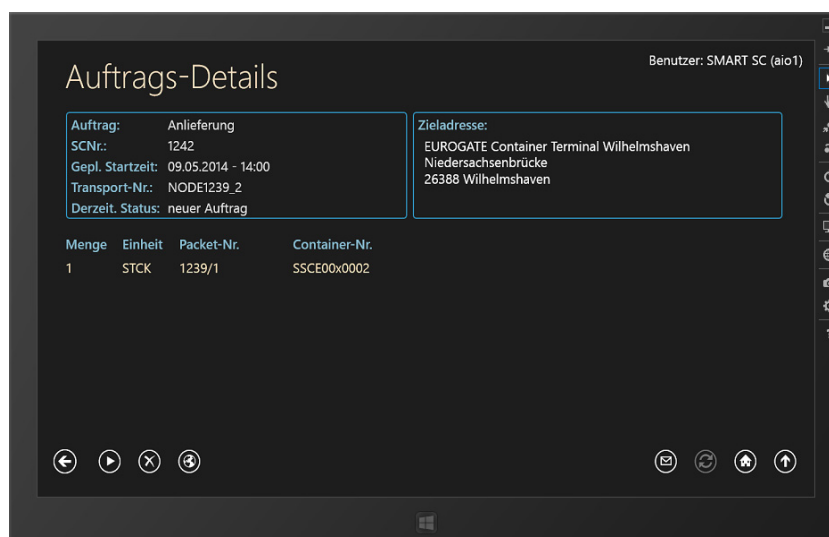 Benutzer: SMART SC (aio1)
Auftrags-Details
Auftrag: Anlieferung
SCNr.: 1242
Gepl. Startzeit: 09.05.2014 - 14:00
Transport-Nr.: NODE1239_2
Derzeit. Status: neuer Auftrag
Zieladresse:
EUROGATE Container Terminal Wilhelmshaven
Niedersachsenbrücke
26388 Wilhelmshaven
Menge Einheit Packet-Nr. Container-Nr.
1 STCK 1239/1 SSCE00x0002